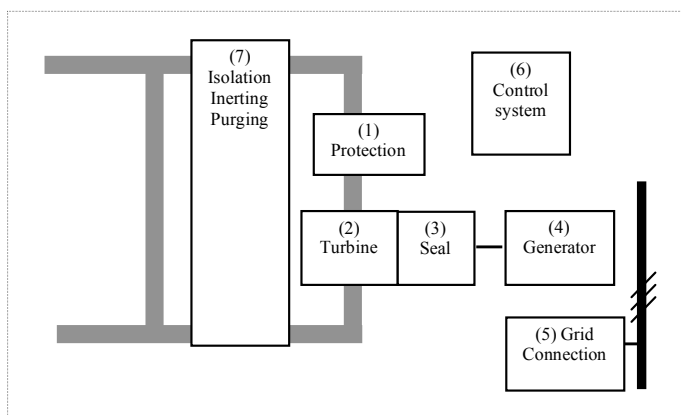 (7)
Isolation
Inerting
Purging
(6)
Control
system
(1)
Protection
(2)
Turbine
(3)
Seal
(4)
Generator
(5) Grid
Connection